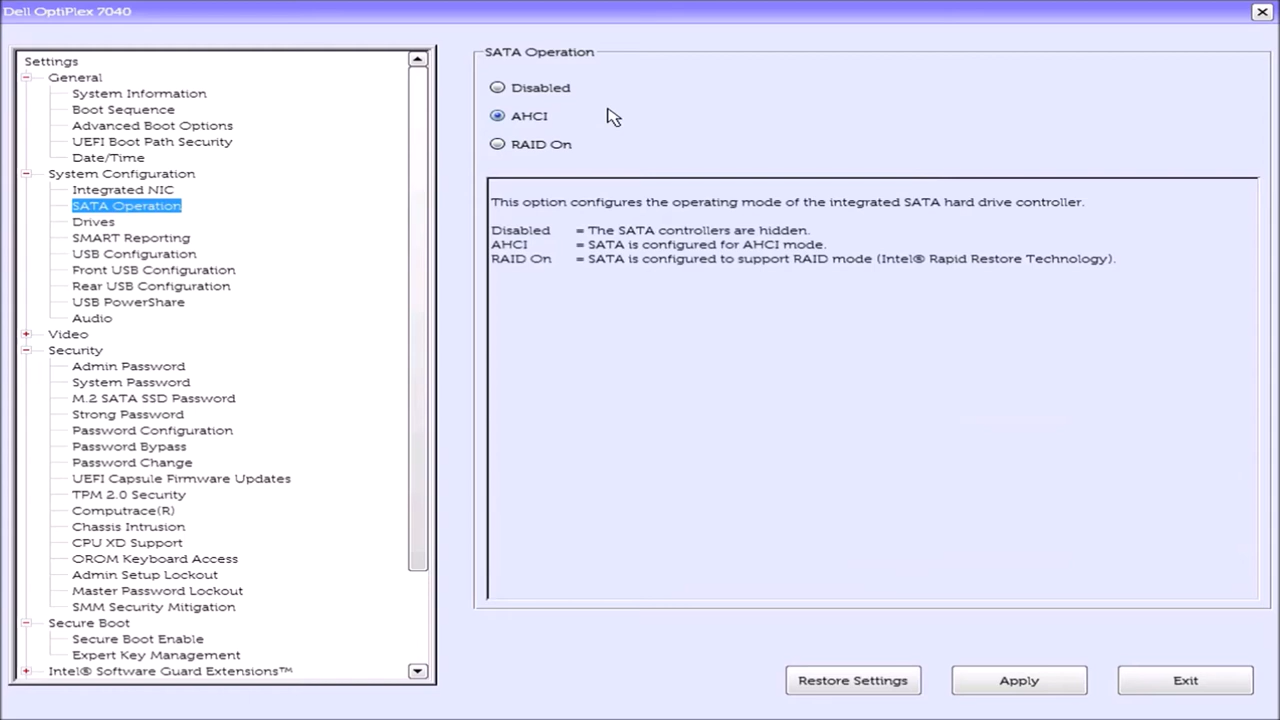 Dell OptiPlex 7040
Settings
General
System Information
Boot Sequence
Advanced Boot Options
UEFI Boot Path Security
Date/Time
System Configuration
Integrated NIC
SATA Operation
Drives
SMART Reporting
USB Configuration
Front USB Configuration
Rear USB Configuration
USB PowerShare
Audio
Video
Security
Admin Password
System Password
M.2 SATA SSD Password
Strong Password
Password Configuration
Password Bypass
Password Change
UEFI Capsule Firmware Updates
TPM 2.0 Security
Computrace(R)
Chassis Intrusion
CPU XD Support
OROM Keyboard Access
Admin Setup Lockout
Master Password Lockout
SMM Security Mitigation
Secure Boot
Secure Boot Enable
Expert Key Management
Intel® Software Guard Extensions™
SATA Operation
Disabled
AHCI
RAID On
This option configures the operating mode of the integrated SATA hard drive controller.
Disabled = The SATA controllers are hidden.
AHCI = SATA is configured for AHCI mode.
RAID On = SATA is configured to support RAID mode (Intel® Rapid Restore Technology).
Restore Settings Apply Exit